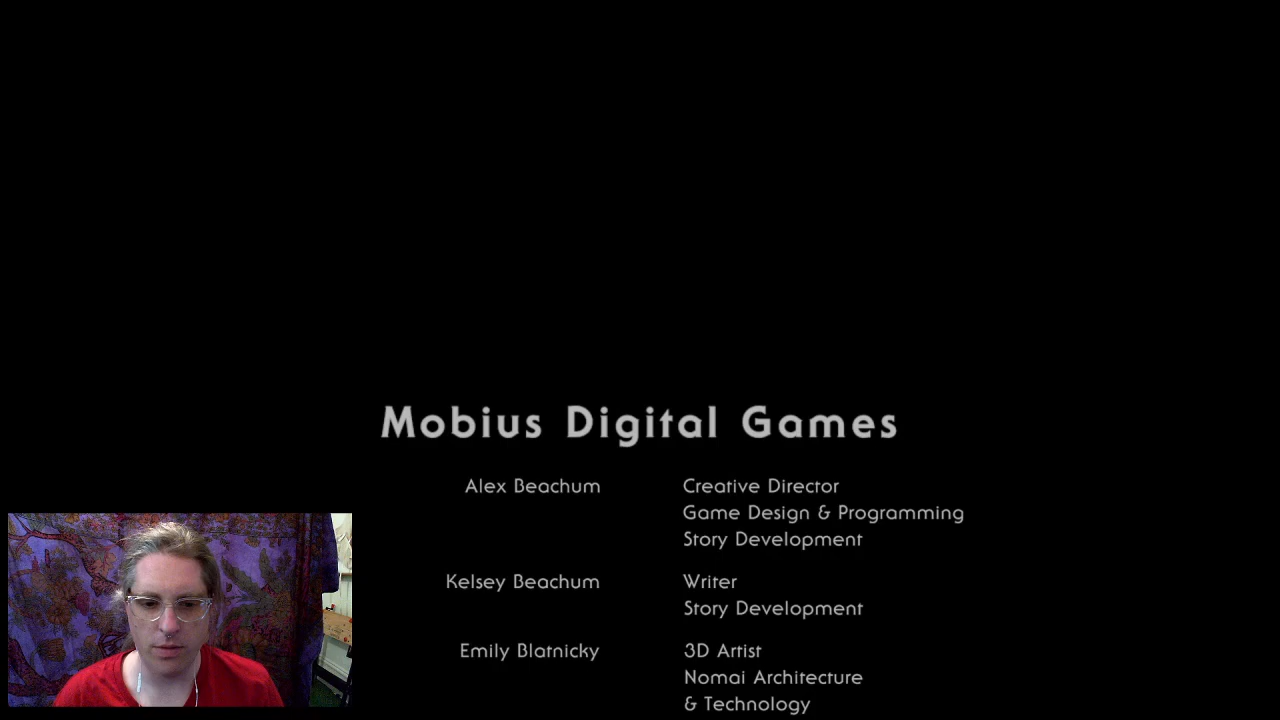 Mobius Digital Games
Alex Beachum Creative Director
Game Design & Programming
Story Development
Kelsey Beachum Writer
Story Development
Emily Blatnicky 3D Artist
Nomai Architecture
& Technology